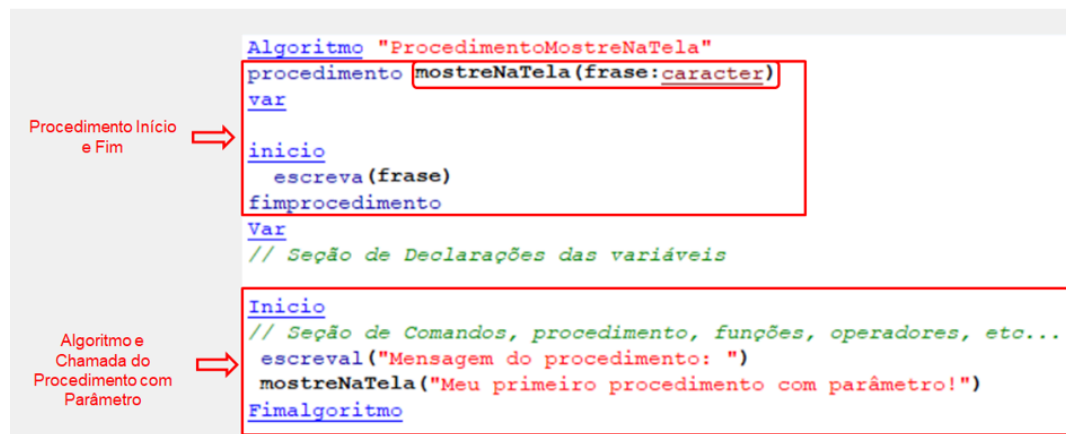 Algoritmo "ProcedimentoMostreNaTela"
procedimento mostreNaTela(frase:caracter)
var
Procedimento Início
e Fim
inicio
escreva(frase)
fimprocedimento
Var
// Seção de Declarações das variáveis
Inicio
// Seção de Comandos, procedimento, funções, operadores, etc...
escreval("Mensagem do procedimento: ")
mostreNaTela("Meu primeiro procedimento com parâmetro!")
Fimalgoritmo
Algoritmo e
Chamada do
Procedimento com
Parâmetro